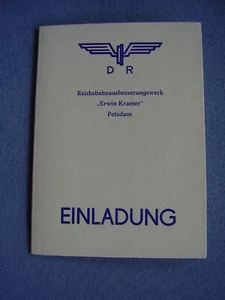 DR
Reichsbahnausbesserungswerk
„Erwin Kramer"
Potsdam
EINLADUNG